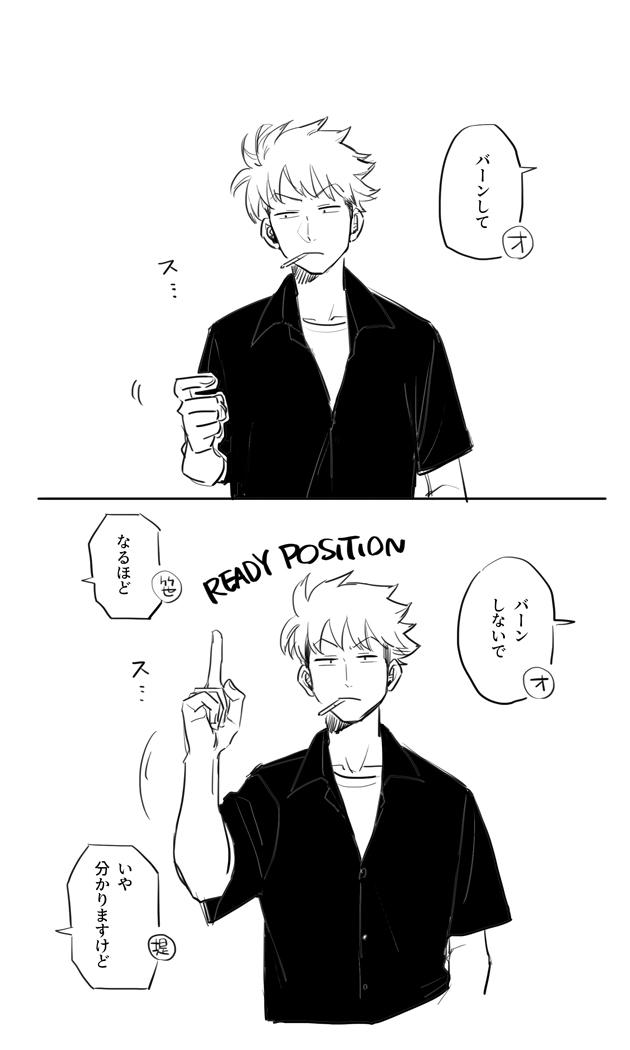 バーンして
オ
ス…
READY POSITION
バーン
しないで
オ
なるほど
笹
ス…
いや
分かりますけど
提